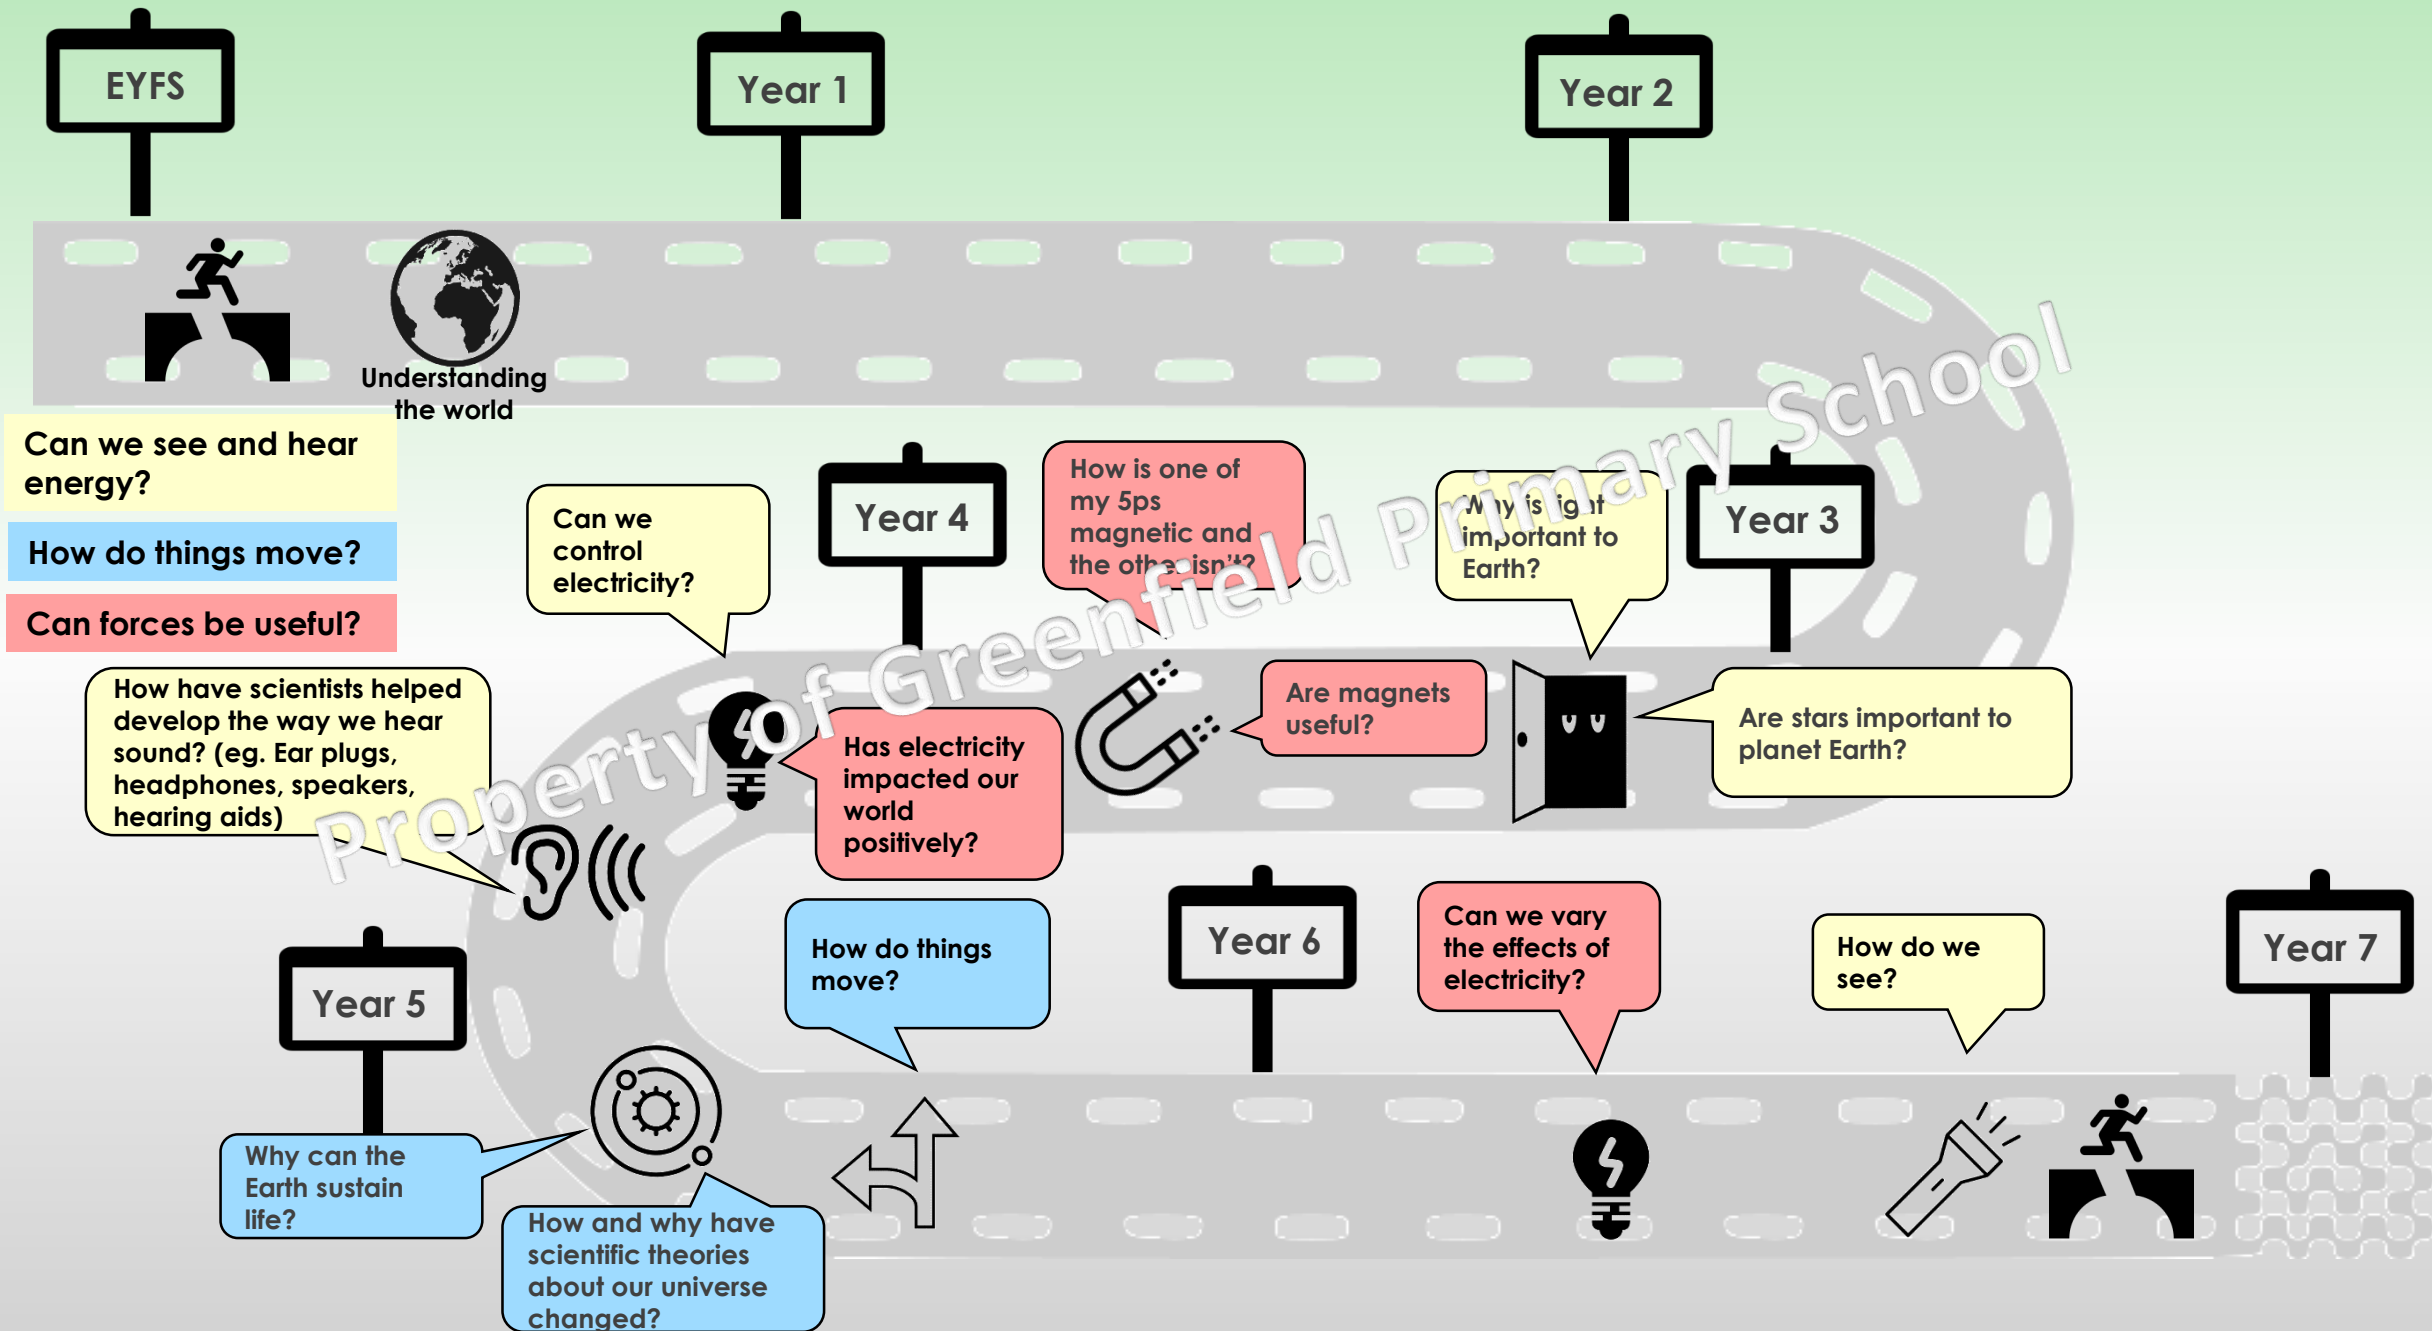 EYFS
Year 1
Year 2
Understanding
the world
Can we see and hear
energy?
How do things move?
Can forces be useful?
Year 3
Why is light
important to
Earth?
Are stars important to
planet Earth?
How is one of
my 5ps
magnetic and
the other isn't?
Are magnets
useful?
Year 4
Can we
control
electricity?
Has electricity
impacted our
world
positively?
How have scientists helped
develop the way we hear
sound? (eg. Ear plugs,
headphones, speakers,
hearing aids)
Year 5
Why can the
Earth sustain
life?
How and why have
scientific theories
about our universe
changed?
How do things
move?
Year 6
Can we vary
the effects of
electricity?
How do we
see?
Year 7
Property of Greenfield Primary School